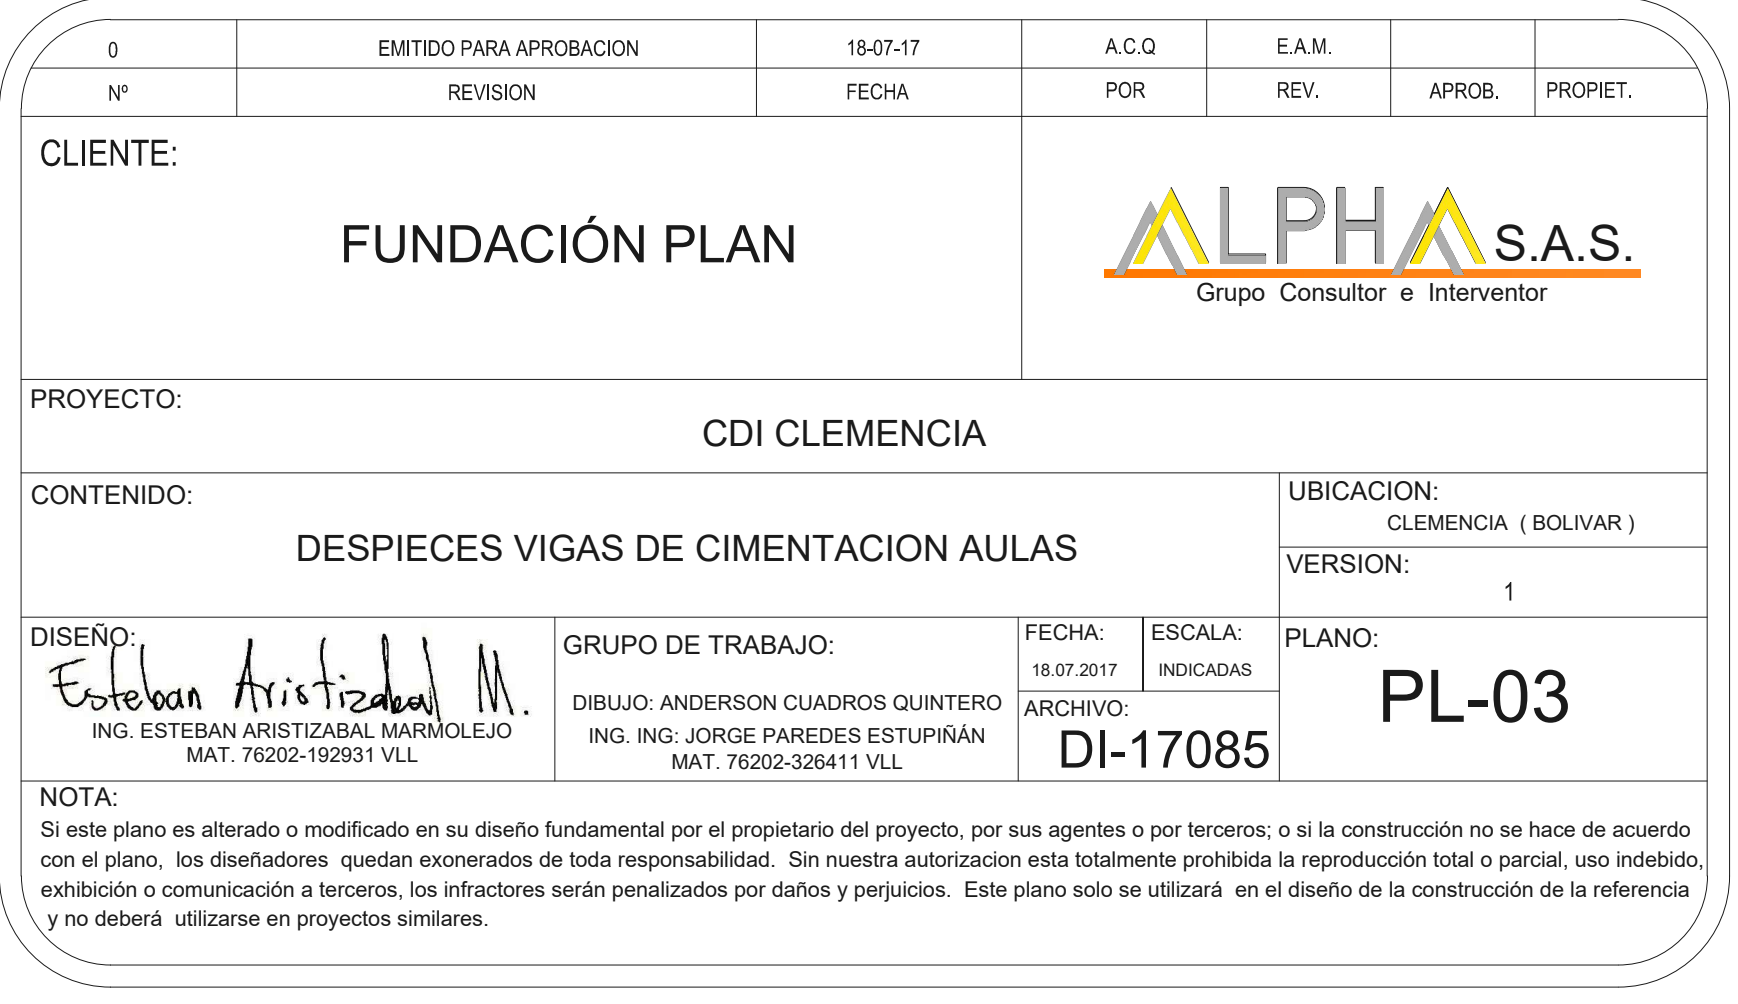 0 EMITIDO PARA APROBACION 18-07-17 A.C.Q E.A.M.
Nº REVISION FECHA POR REV. APROB. PROPIET.
CLIENTE:
FUNDACIÓN PLAN
ALPHA S.A.S.
Grupo Consultor e Interventor
PROYECTO:
CDI CLEMENCIA
CONTENIDO:
DESPIECES VIGAS DE CIMENTACION AULAS
UBICACION:
CLEMENCIA ( BOLIVAR )
VERSION:
1
DISEÑO:
Esteban Aristizabal M.
ING. ESTEBAN ARISTIZABAL MARMOLEJO
MAT. 76202-192931 VLL
GRUPO DE TRABAJO:
DIBUJO: ANDERSON CUADROS QUINTERO
ING. ING: JORGE PAREDES ESTUPIÑÁN
MAT. 76202-326411 VLL
FECHA:
18.07.2017
ESCALA:
INDICADAS
ARCHIVO:
DI-17085
PLANO:
PL-03
NOTA:
Si este plano es alterado o modificado en su diseño fundamental por el propietario del proyecto, por sus agentes o por terceros; o si la construcción no se hace de acuerdo
con el plano, los diseñadores quedan exonerados de toda responsabilidad. Sin nuestra autorizacion esta totalmente prohibida la reproducción total o parcial, uso indebido,
exhibición o comunicación a terceros, los infractores serán penalizados por daños y perjuicios. Este plano solo se utilizará en el diseño de la construcción de la referencia
y no deberá utilizarse en proyectos similares.